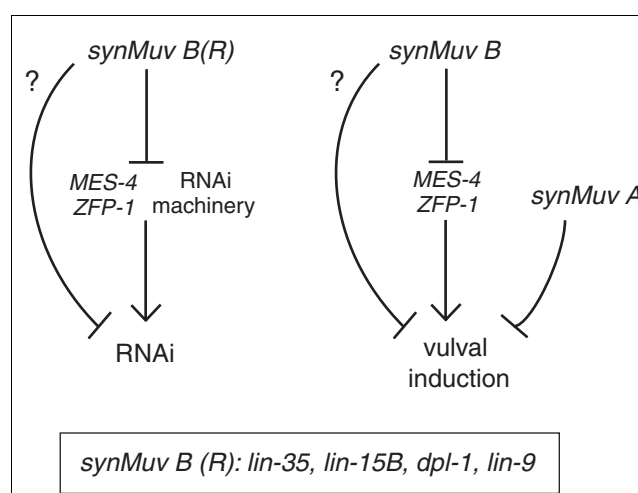 synMuv B(R)
?
MES-4
ZFP-1
RNAi
machinery
RNAi
synMuv B
?
MES-4
ZFP-1
synMuv A
vulval
induction
synMuv B (R): lin-35, lin-15B, dpl-1, lin-9